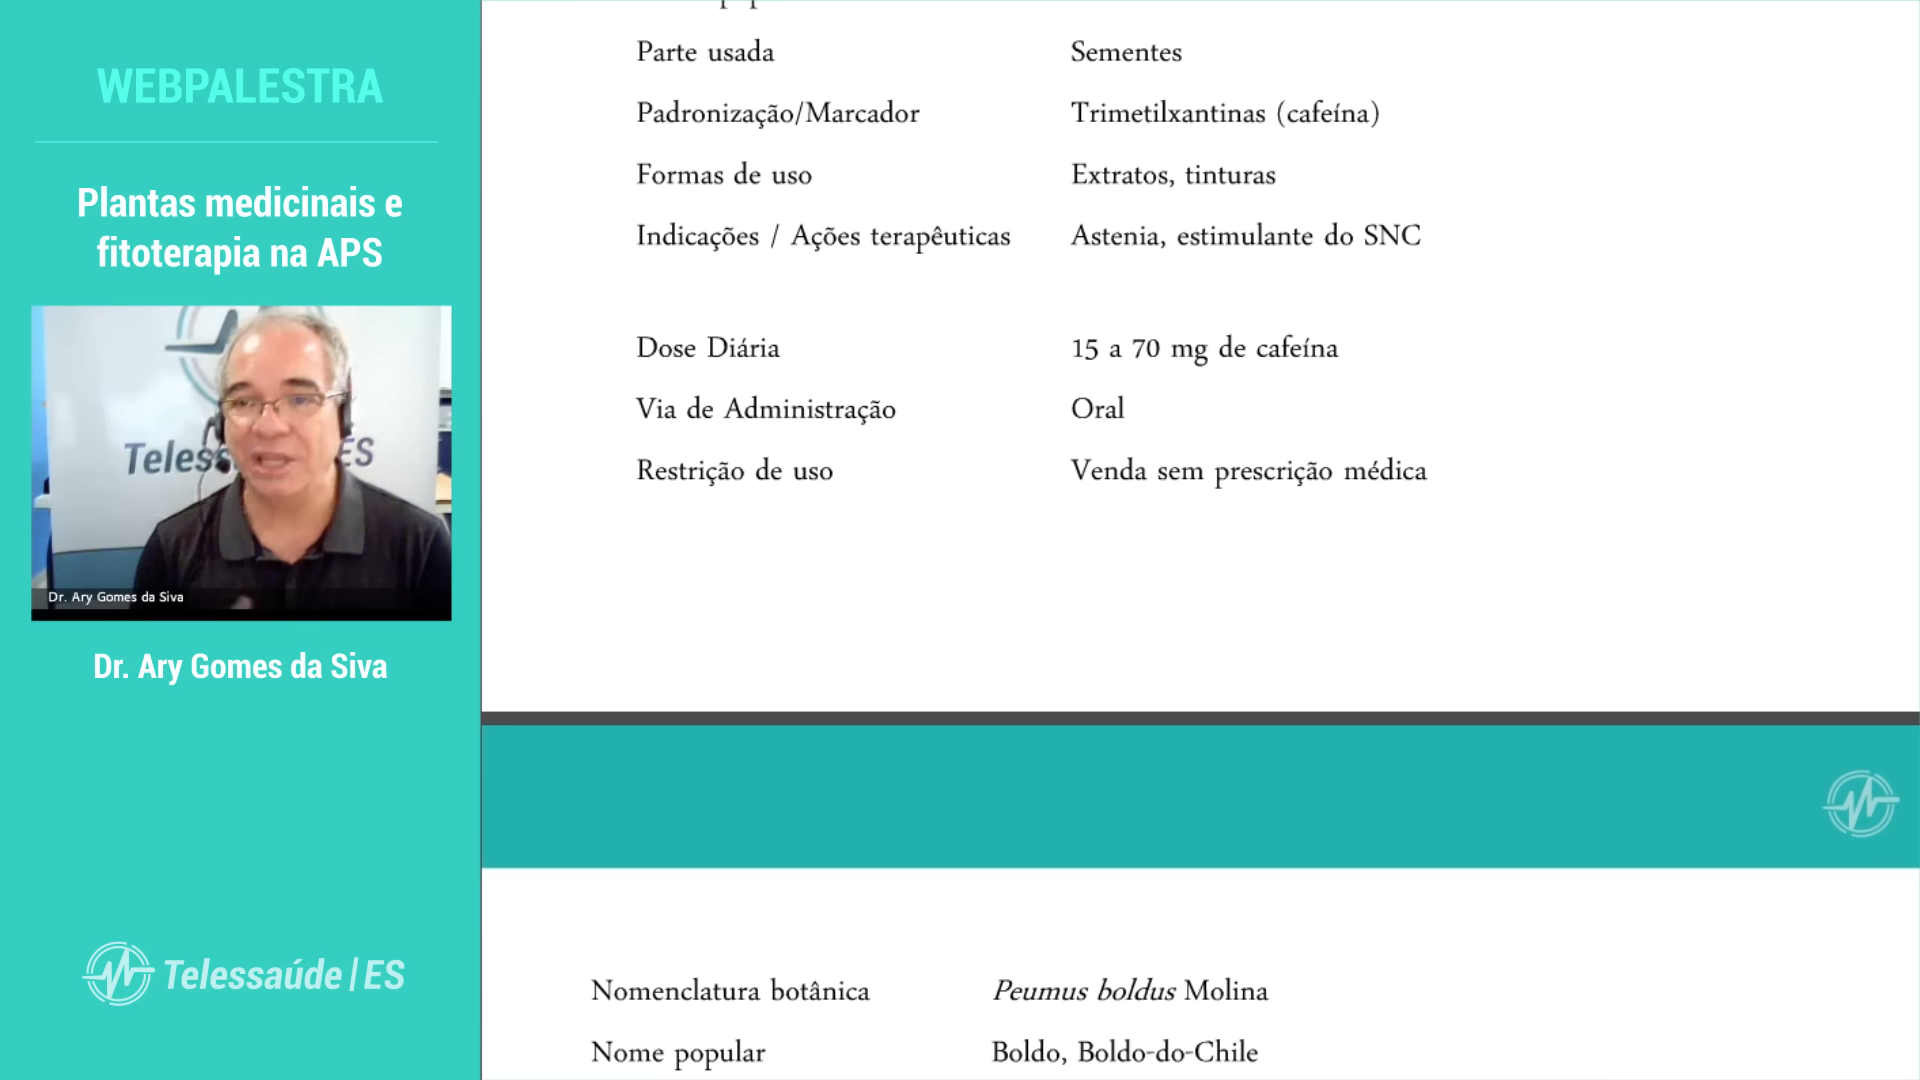 WEBPALESTRA
Plantas medicinais e
fitoterapia na APS
Dr. Ary Gomes da Siva
Dr. Ary Gomes da Siva
Telessaúde|ES
Parte usada Sementes
Padronização/Marcador Trimetilxantinas (cafeína)
Formas de uso Extratos, tinturas
Indicações / Ações terapêuticas Astenia, estimulante do SNC
Dose Diária 15 a 70 mg de cafeína
Via de Administração Oral
Restrição de uso Venda sem prescrição médica
Nomenclatura botânica Peumus boldus Molina
Nome popular Boldo, Boldo-do-Chile